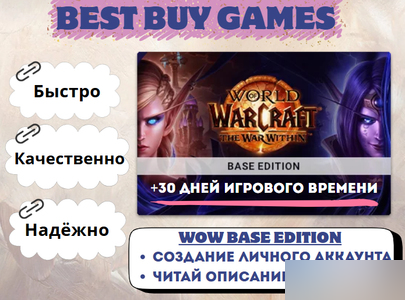 BEST BUY GAMES
Быстро
Качественно
Надёжно
WORLD
OF
WARCRAFT
THE WAR WITHIN
BASE EDITION
+30 ДНЕЙ ИГРОВОГО ВРЕМЕНИ
WOW BASE EDITION
• СОЗДАНИЕ ЛИЧНОГО АККАУНТА
• ЧИТАЙ